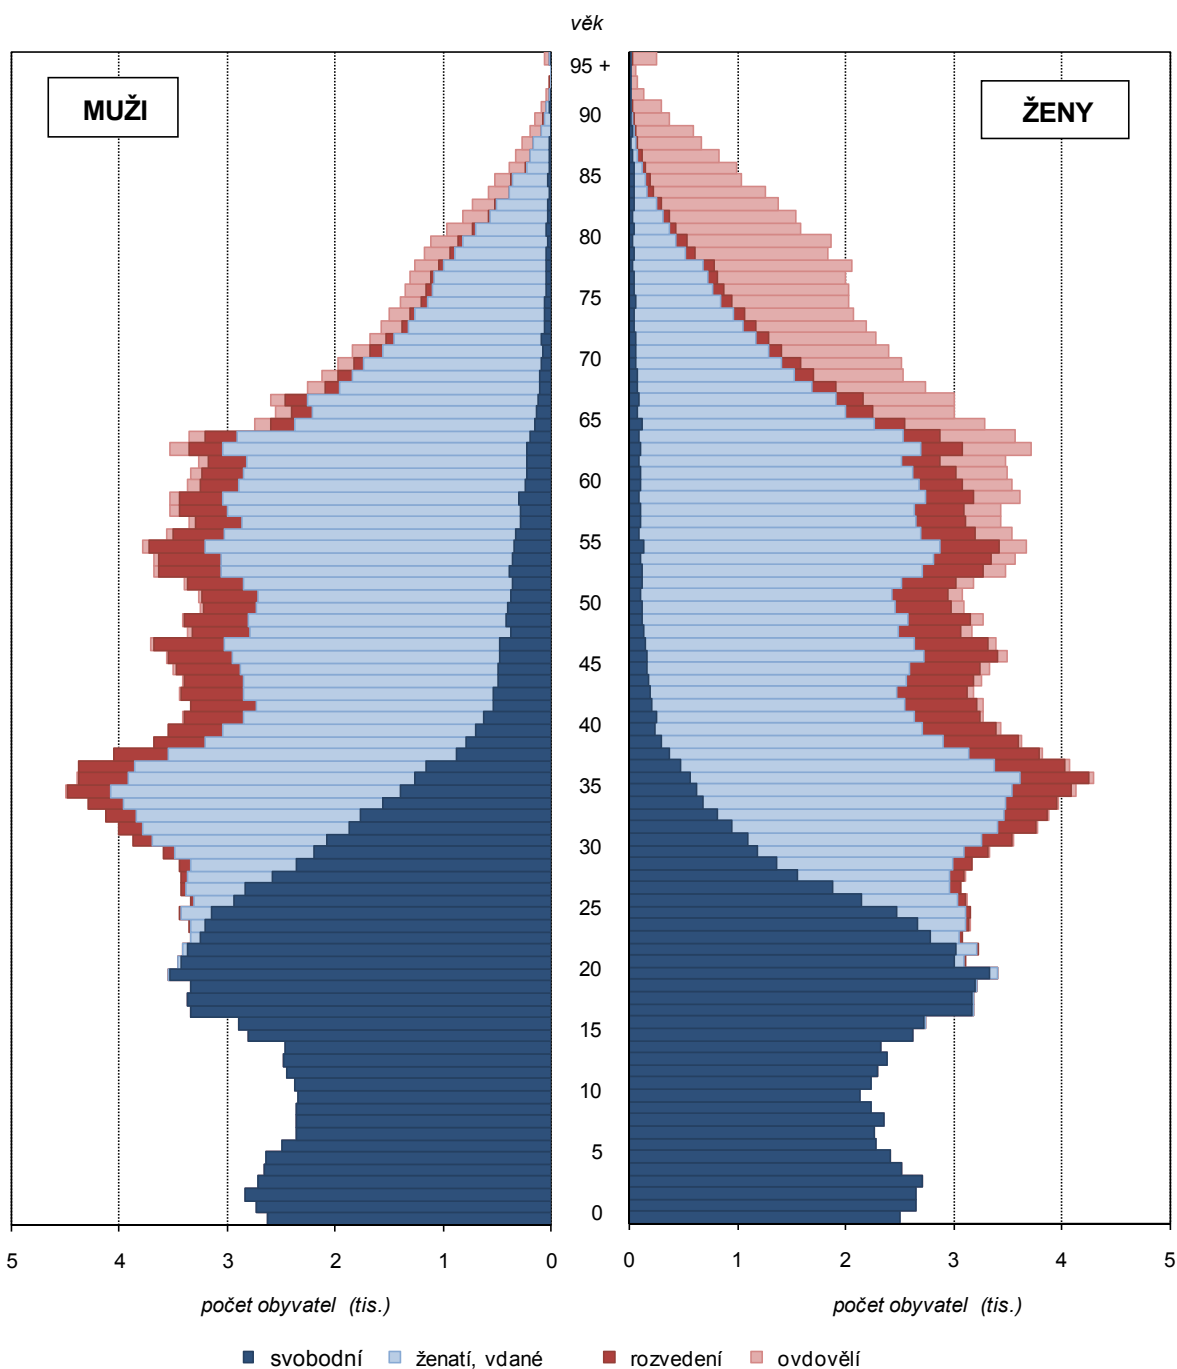 věk
MUŽI
ŽENY
95 +
90
85
80
75
70
65
60
55
50
45
40
35
30
25
20
15
10
5
0
5 4 3 2 1 0
0 1 2 3 4 5
počet obyvatel (tis.)
počet obyvatel (tis.)
svobodní ženatí, vdané rozvedení ovdovělí